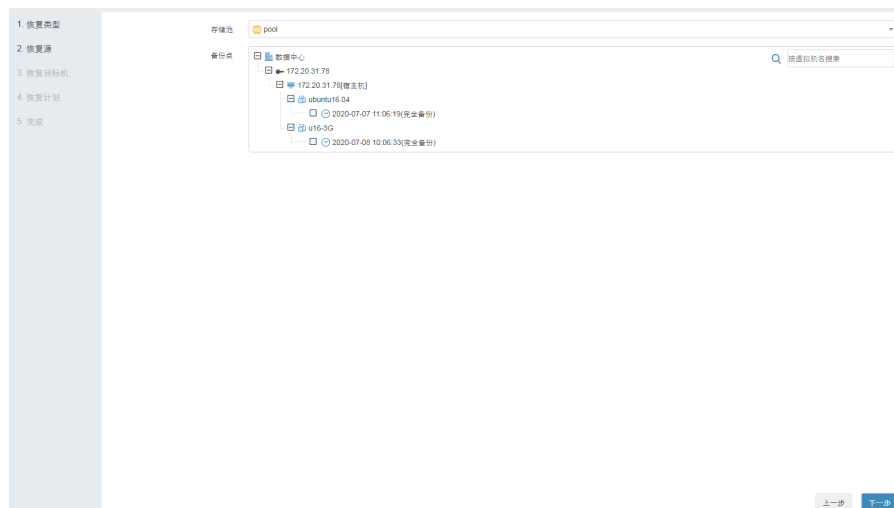 1. 恢复类型
2. 恢复源
3. 恢复目标机
4. 恢复计划
5. 完成
存储池 pool
备份点
数据中心
按虚拟机名搜索
172.20.31.78
172.20.31.78[宿主机]
ubuntu16.04
2020-07-07 11:06:19(完全备份)
u16-3G
2020-07-08 10:06:33(完全备份)
上一步 下一步